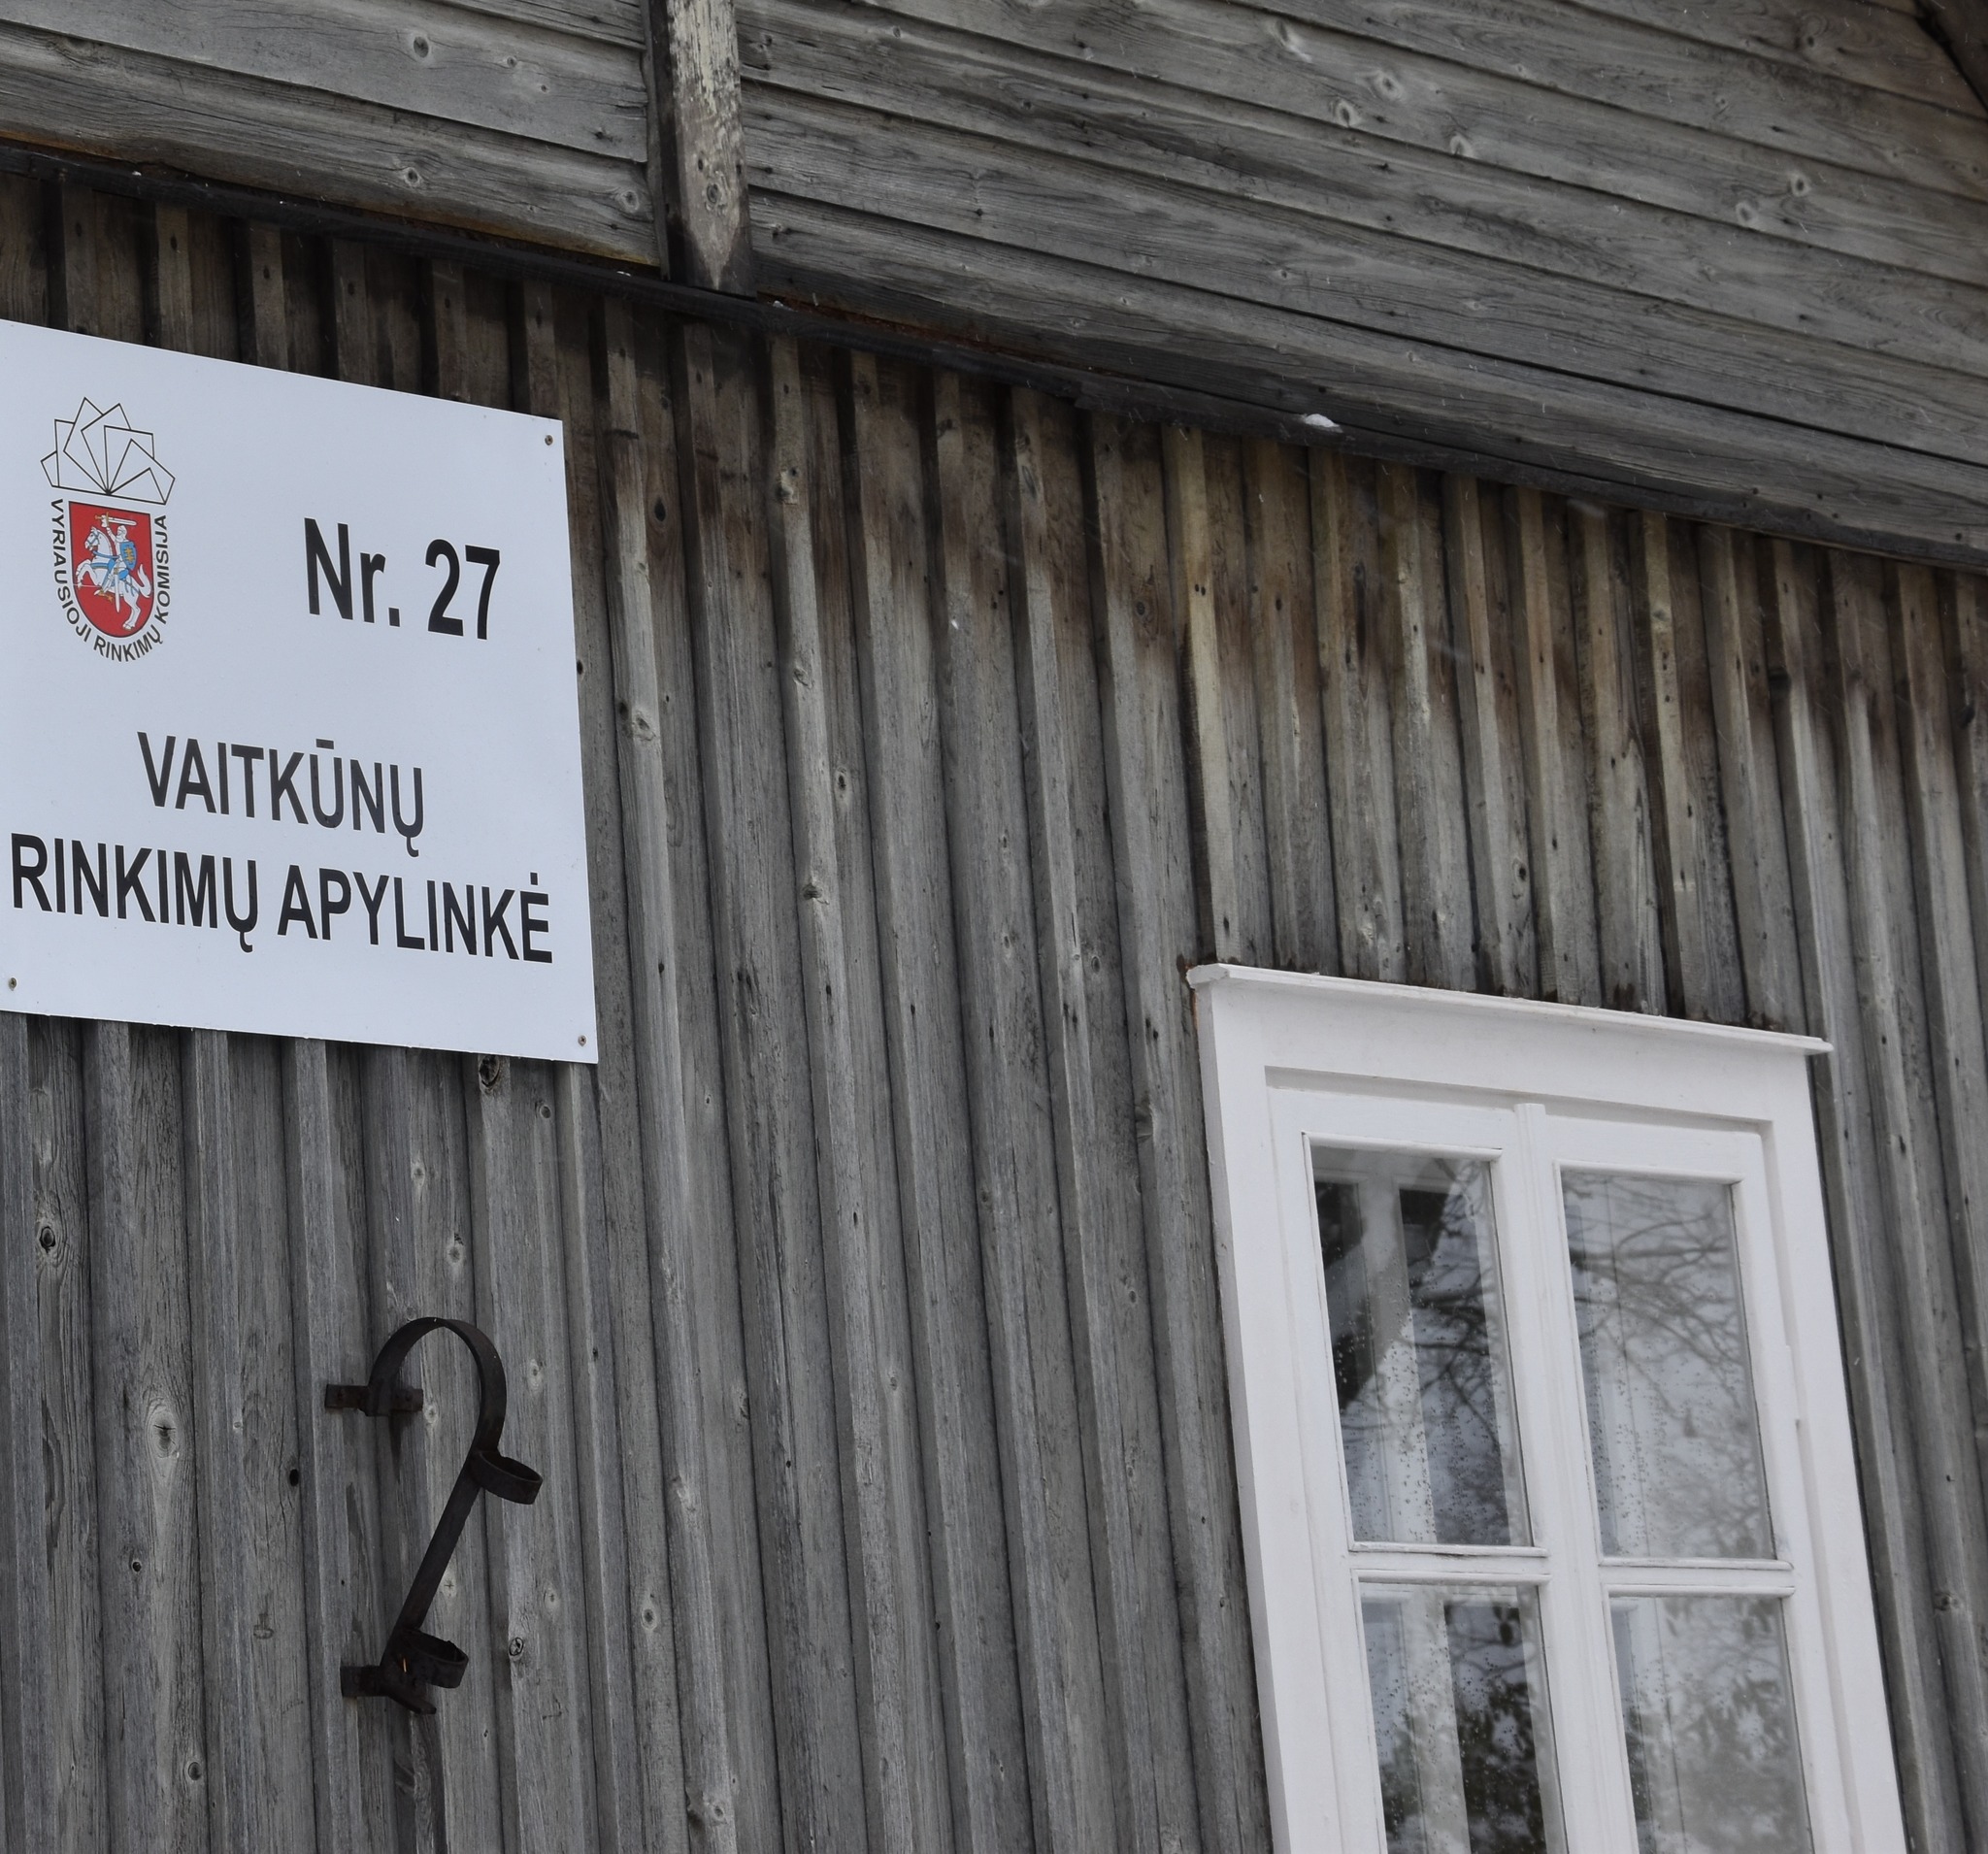 VYRIAUSIOJI RINKIMŲ KOMISIJA
Nr. 27
VAITKŪNŲ
RINKIMŲ APYLINKĖ